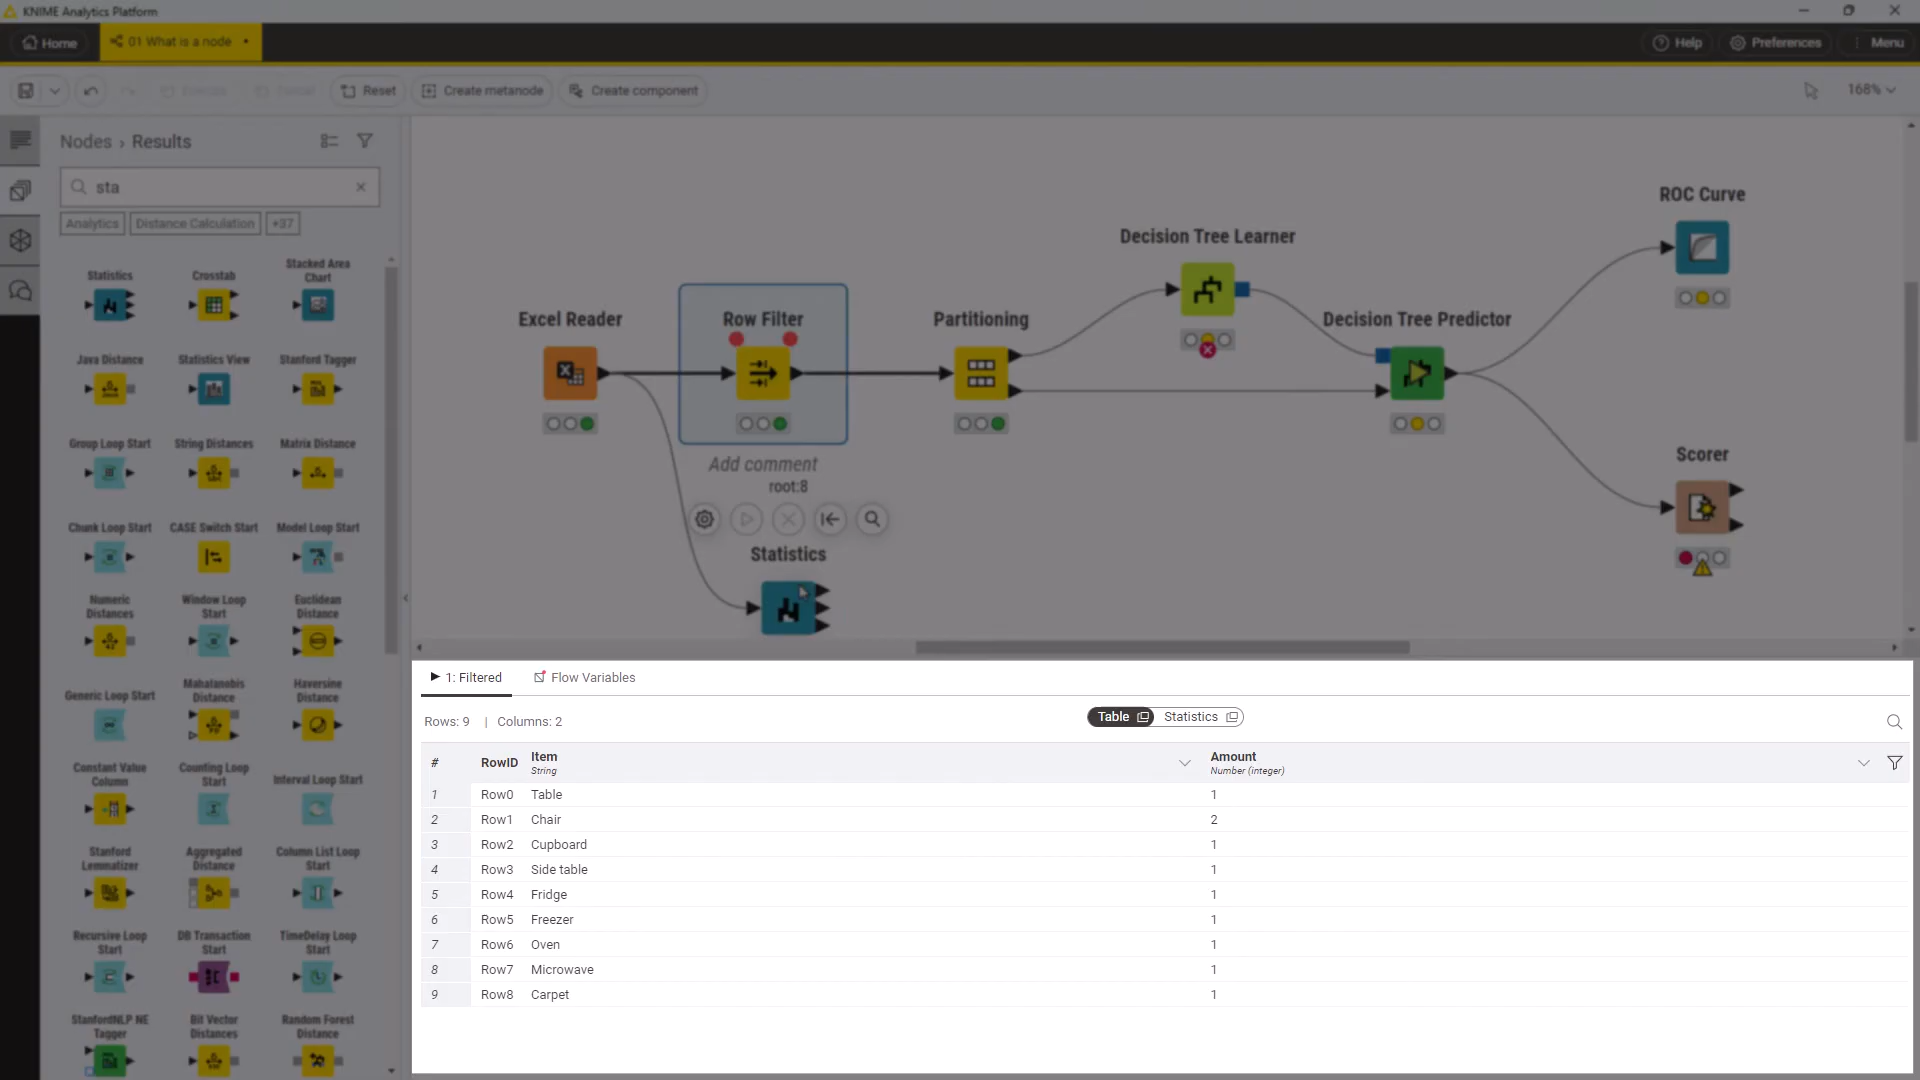 KNIME Analytics Platform
Home
01 What is a node
Help
Preferences
Menu
Execute
Cancel
Reset
Create metanode
Create component
168%
Nodes › Results
sta
Analytics
Distance Calculation
+37
Statistics
Crosstab
Stacked Area
Chart
Java Distance
Statistics View
Stanford Tagger
Group Loop Start
String Distances
Matrix Distance
Chunk Loop Start
CASE Switch Start
Model Loop Start
Numeric
Distances
Window Loop
Start
Euclidean
Distance
Generic Loop Start
Mahalanobis
Distance
Haversine
Distance
Constant Value
Column
Counting Loop
Start
Interval Loop Start
Stanford
Lemmatizer
Aggregated
Distance
Column List Loop
Start
Recursive Loop
Start
DB Transaction
Start
TimeDelay Loop
Start
StanfordNLP NE
Tagger
Bit Vector
Distances
Random Forest
Distance
Excel Reader
Row Filter
Add comment
root:8
Statistics
Partitioning
Decision Tree Learner
Decision Tree Predictor
ROC Curve
Scorer
1: Filtered
Flow Variables
Rows: 9 | Columns: 2
Table
Statistics
# RowID Item Amount
String Number (integer)
1 Row0 Table 1
2 Row1 Chair 2
3 Row2 Cupboard 1
4 Row3 Side table 1
5 Row4 Fridge 1
6 Row5 Freezer 1
7 Row6 Oven 1
8 Row7 Microwave 1
9 Row8 Carpet 1